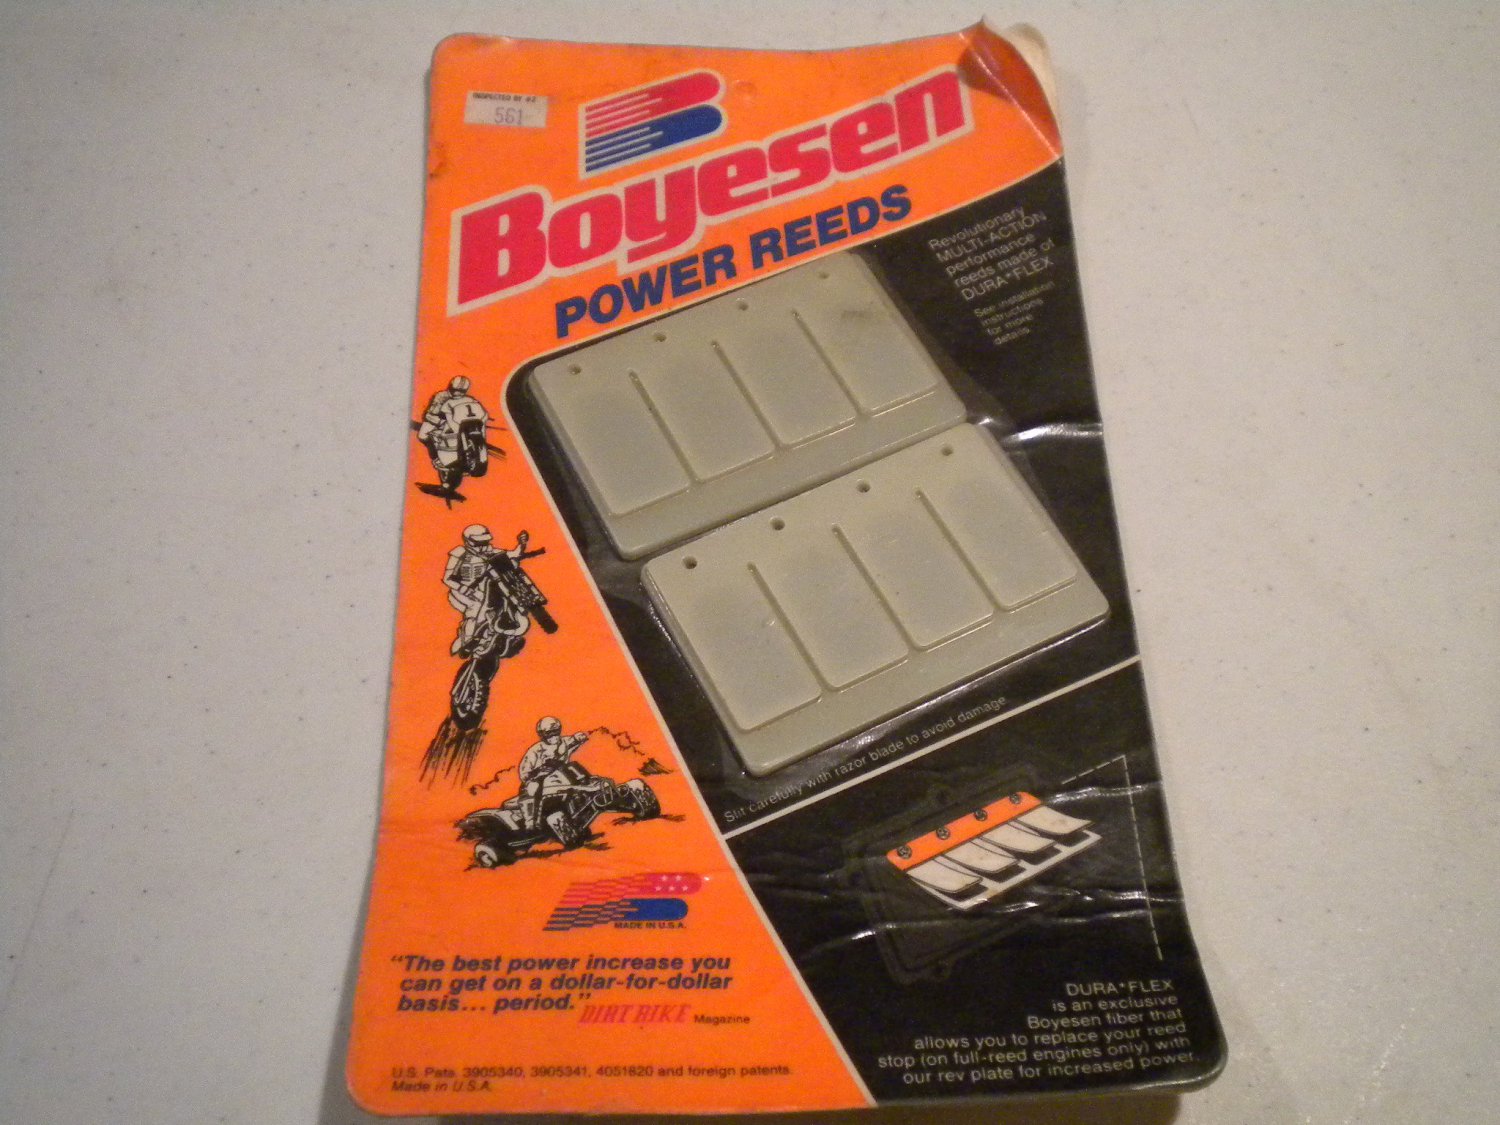 INSPECTED BY #2
561
Boyesen
POWER REEDS
Revolutionary
MULTI-ACTION
performance
reeds made of
DURA*FLEX
See installation
instructions
for more
details.
1
Slit carefully with razor blade to avoid damage
MADE IN U.S.A.
"The best power increase you
can get on a dollar-for-dollar
basis... period."
DIRT BIKE Magazine
U.S. Pats. 3905340, 3905341, 4051820 and foreign patents.
Made in U.S.A.
DURA*FLEX
is an exclusive
Boyesen fiber that
allows you to replace your reed
stop (on full-reed engines only) with
our rev plate for increased power.